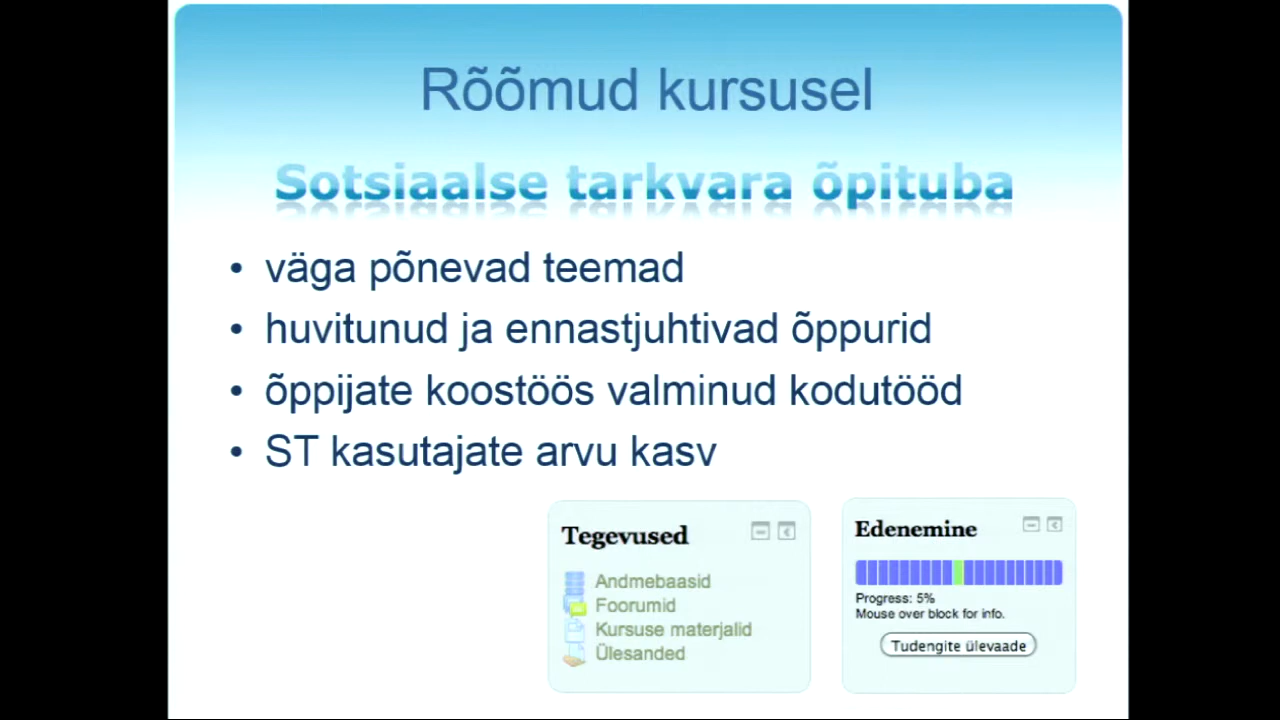 Rõõmud kursusel
Sotsiaalse tarkvara õpituba
• väga põnevad teemad
• huvitunud ja ennastjuhtivad õppurid
• õppijate koostöös valminud kodutööd
• ST kasutajate arvu kasv
Tegevused
Andmebaasid
Foorumid
Kursuse materjalid
Ülesanded
Edenemine
Progress: 5%
Mouse over block for info.
Tudengite ülevaade